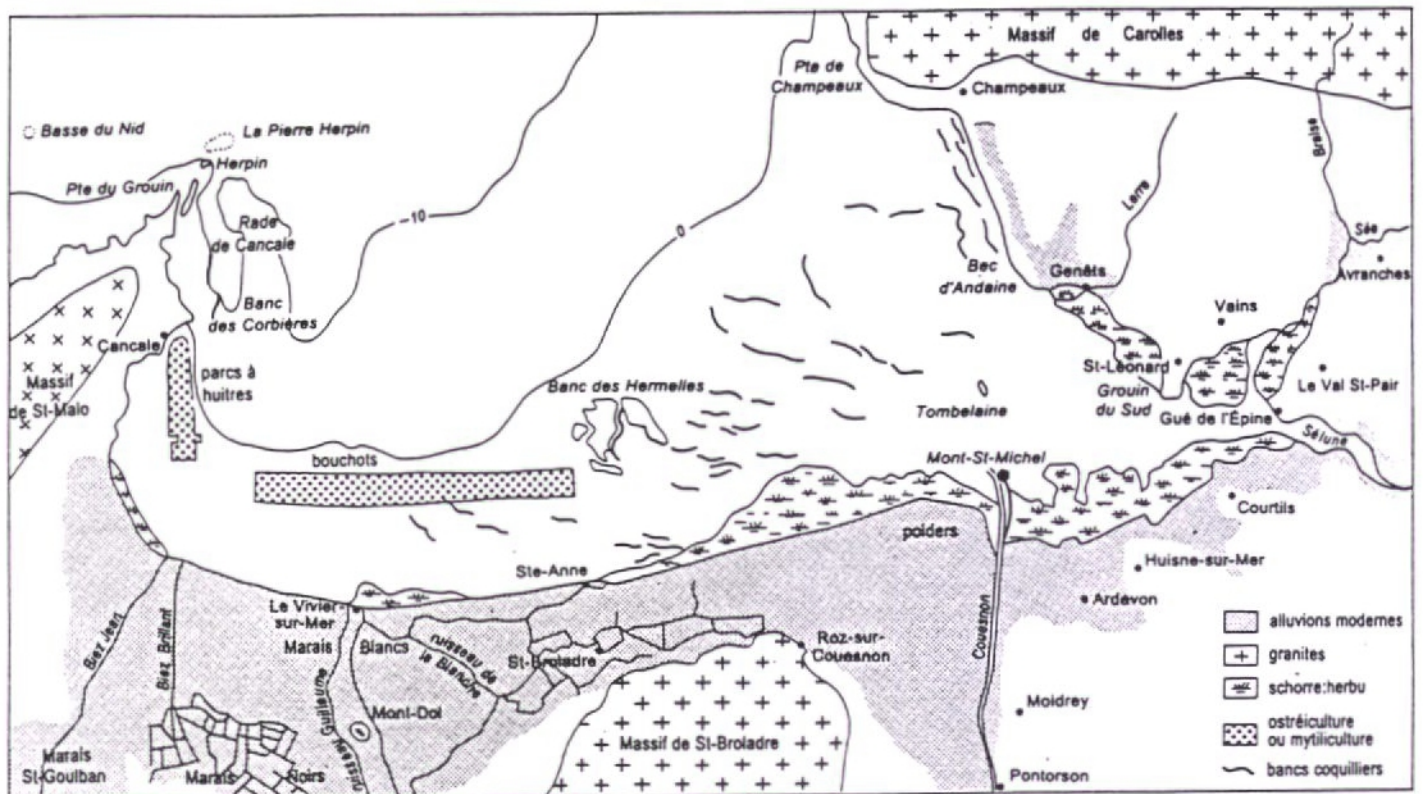 Massif de Carolles
Pte de
Champeaux
Champeaux
Basse du Nid
La Pierre Herpin
Herpin
Pte du Grouin
Braise
Lerre
-10
0
Rade
de Cancale
Sée
Avranches
Bec
d'Andaine
Genêts
Banc
des Corbières
Vains
Cancale
Massif
de St-Malo
parcs à
huitres
St-Léonard
Grouin
du Sud
Le Val St-Pair
Banc des Hermelles
Tombelaine
Gué de l'Épine
Sélune
bouchots
Mont-St-Michel
Courtils
polders
Ste-Anne
Huisne-sur-Mer
Ardevon
Le Vivier-
sur-Mer
Biez Jean
Biez Brillant
Marais
Blancs
ruisseau de
la Blanche
St-Broladre
Roz-sur-
Couesnon
Couesnon
Guillaume
ruisseau
Mont-Dol
Moidrey
Massif de St-Broladre
Marais
St-Goulban
Marais
Noirs
Pontorson
alluvions modernes
granites
schorre:herbu
ostréiculture
ou mytiliculture
bancs coquilliers